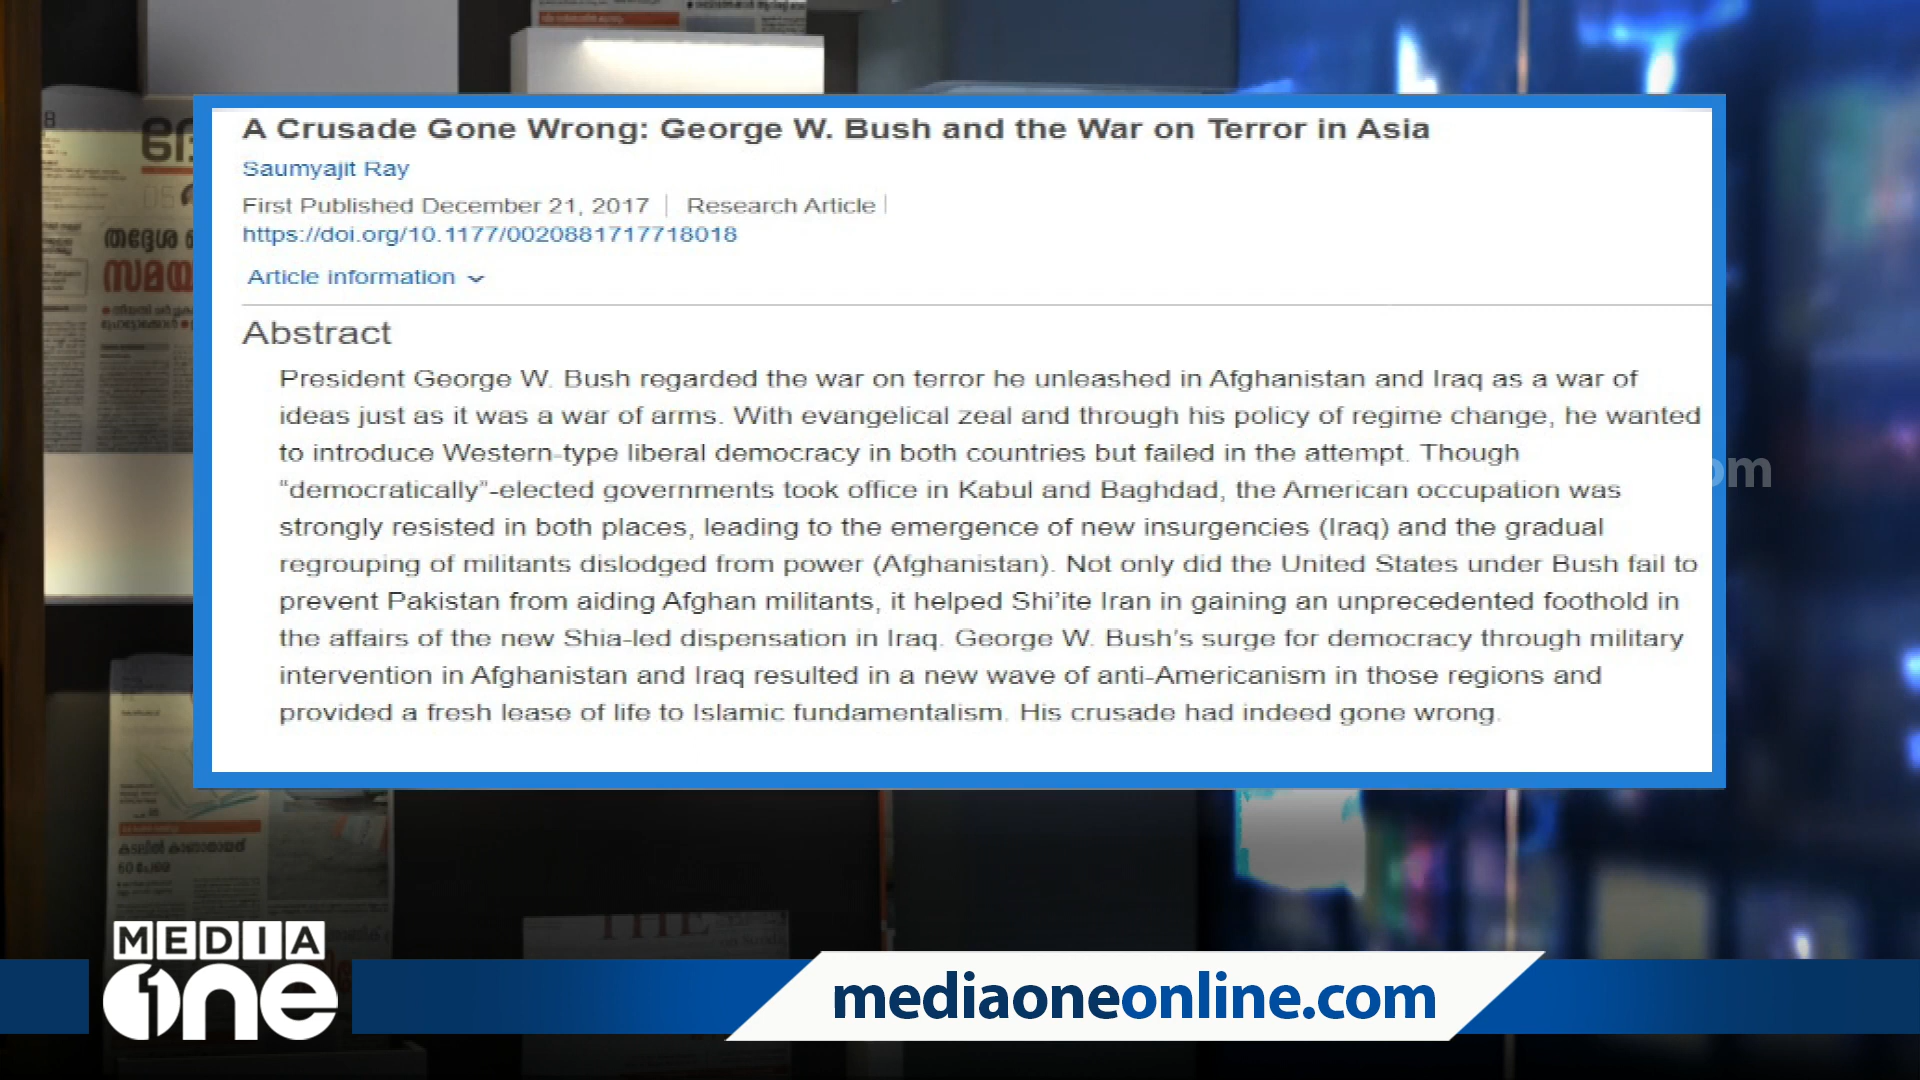 A Crusade Gone Wrong: George W. Bush and the War on Terror in Asia
Saumyajit Ray
First Published December 21, 2017 | Research Article |
https://doi.org/10.1177/0020881717718018
Article information
Abstract
President George W. Bush regarded the war on terror he unleashed in Afghanistan and Iraq as a war of
ideas just as it was a war of arms. With evangelical zeal and through his policy of regime change, he wanted
to introduce Western-type liberal democracy in both countries but failed in the attempt. Though
“democratically”-elected governments took office in Kabul and Baghdad, the American occupation was
strongly resisted in both places, leading to the emergence of new insurgencies (Iraq) and the gradual
regrouping of militants dislodged from power (Afghanistan). Not only did the United States under Bush fail to
prevent Pakistan from aiding Afghan militants, it helped Shi’ite Iran in gaining an unprecedented foothold in
the affairs of the new Shia-led dispensation in Iraq. George W. Bush’s surge for democracy through military
intervention in Afghanistan and Iraq resulted in a new wave of anti-Americanism in those regions and
provided a fresh lease of life to Islamic fundamentalism. His crusade had indeed gone wrong.
om
8
05
തദ്ദേശ
സമയ
കടലിൽ കാണാതായത്
60 പേരെ
THE
MEDIA
one
mediaoneonline.com